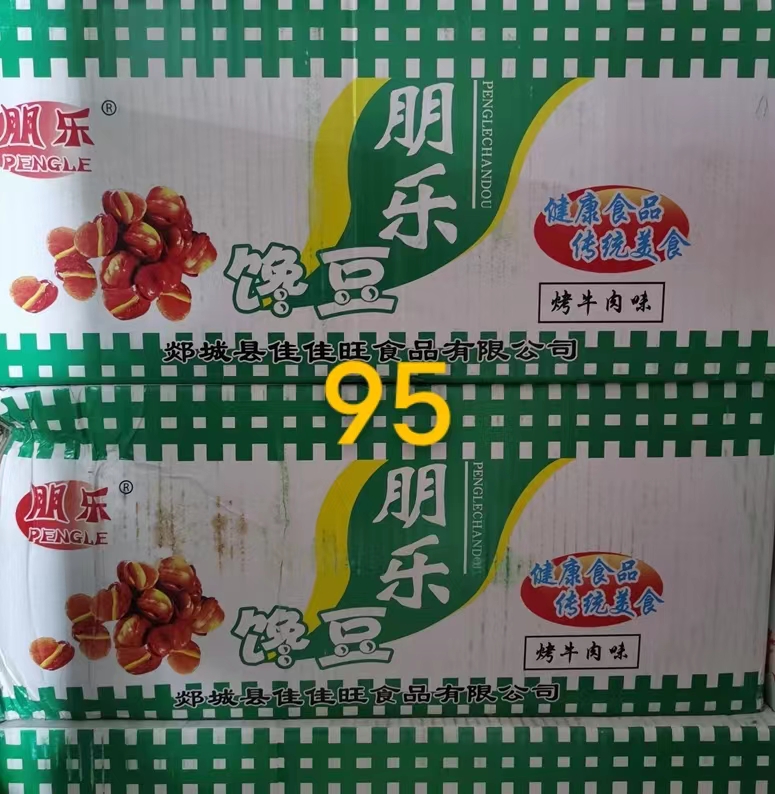 朋乐®
PENGLE
朋乐
PENGLECHANDOU
馋豆
健康食品
传统美食
烤牛肉味
郯城县佳佳旺食品有限公司
95
朋乐®
PENGLE
朋乐
PENGLECHANDOU
馋豆
健康食品
传统美食
烤牛肉味
郯城县佳佳旺食品有限公司